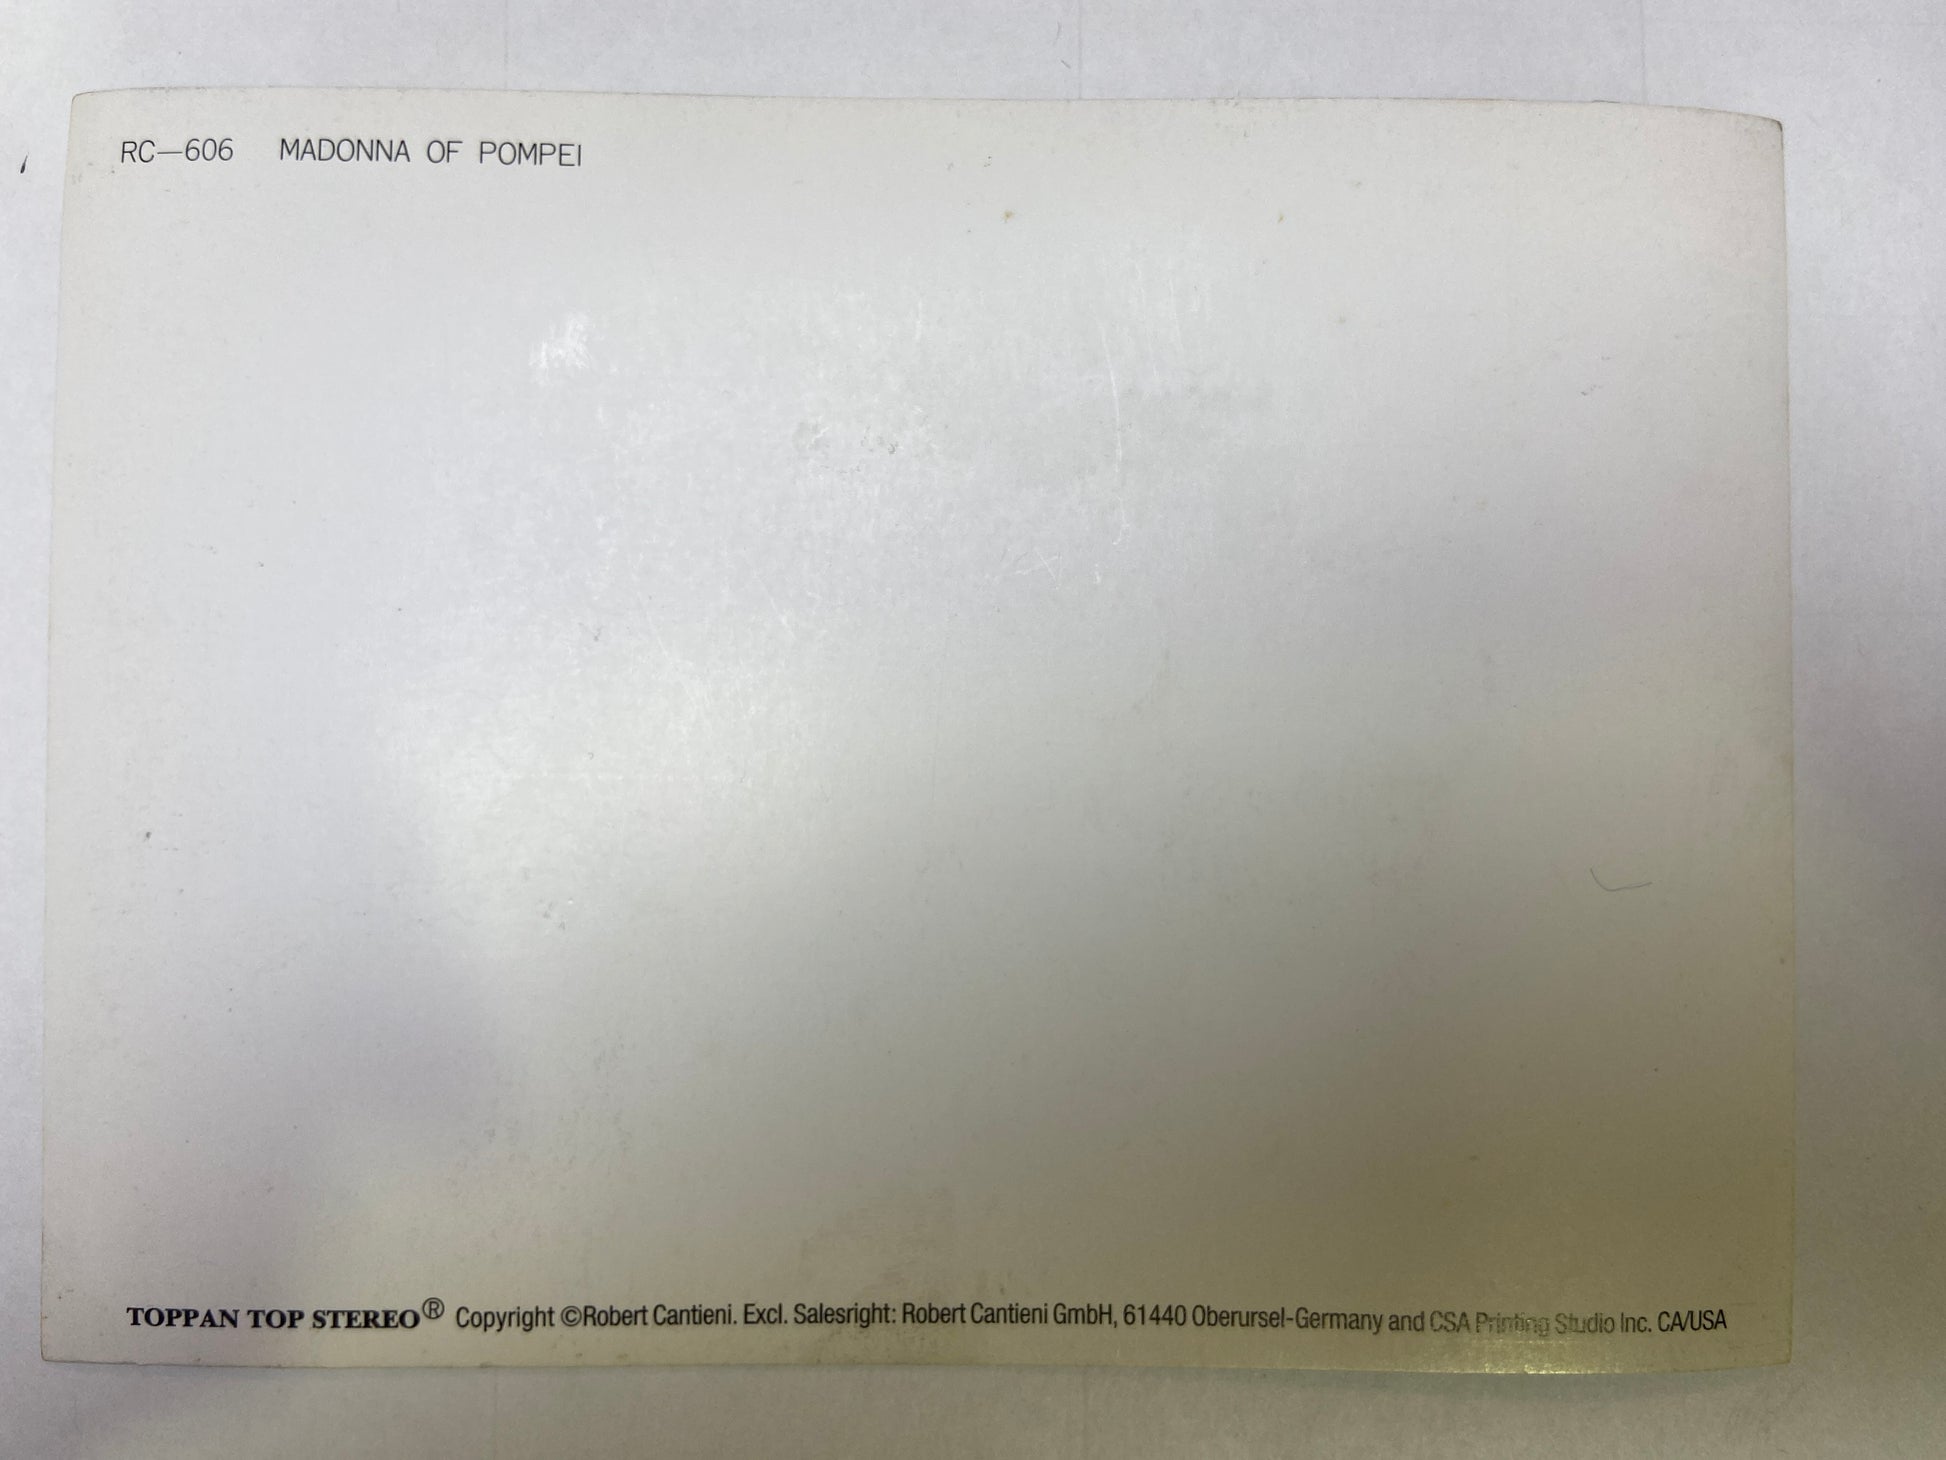 RC—606 MADONNA OF POMPEI
TOPPAN TOP STEREO® Copyright ©Robert Cantieni. Excl. Salesright: Robert Cantieni GmbH, 61440 Oberursel-Germany and CSA Printing Studio Inc. CA/USA